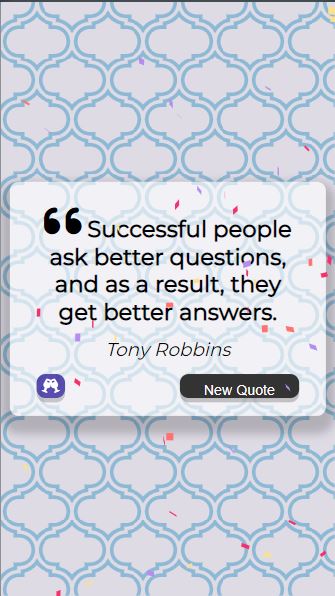 ❝ Successful people
ask better questions,
and as a result, they
get better answers.
Tony Robbins
New Quote